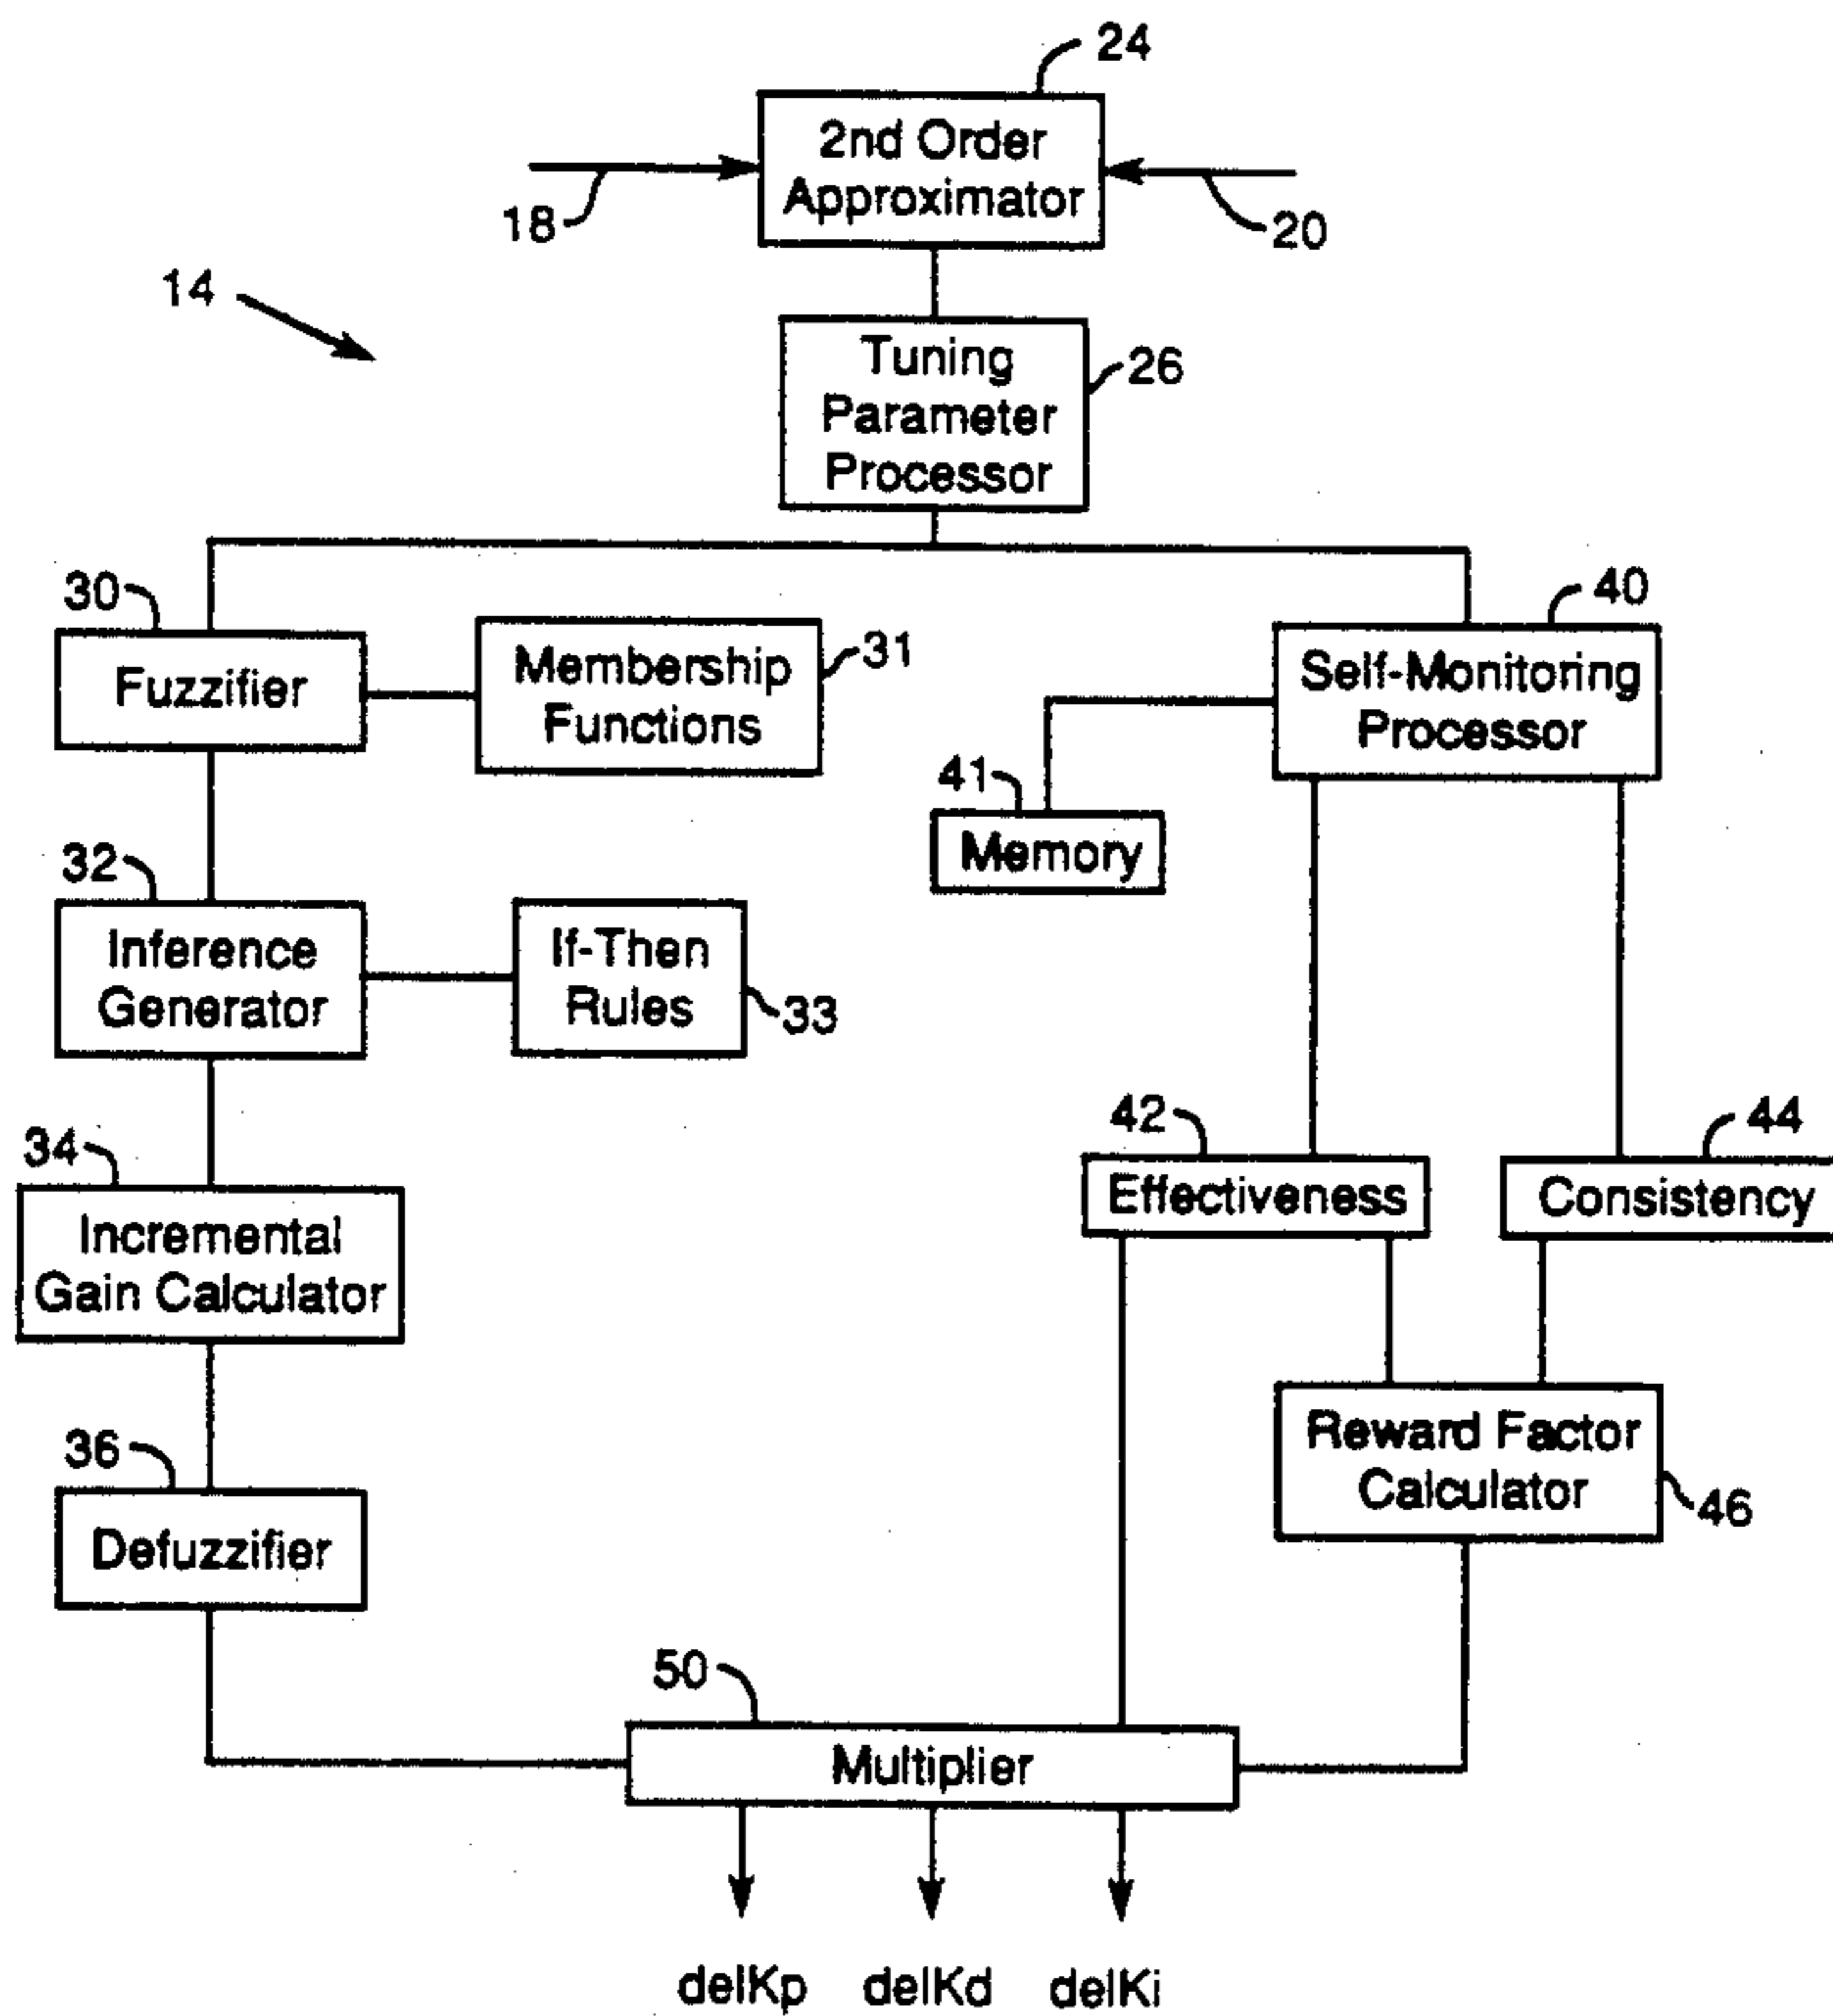 24
2nd Order
Approximator
18
20
14
Tuning
Parameter
Processor
26
30
Fuzzifier
Membership
Functions
31
40
Self-Monitoring
Processor
41
Memory
32
Inference
Generator
If-Then
Rules
33
42
Effectiveness
44
Consistency
34
Incremental
Gain Calculator
Reward Factor
Calculator
46
36
Defuzzifier
50
Multiplier
delKp
delKd
delKi